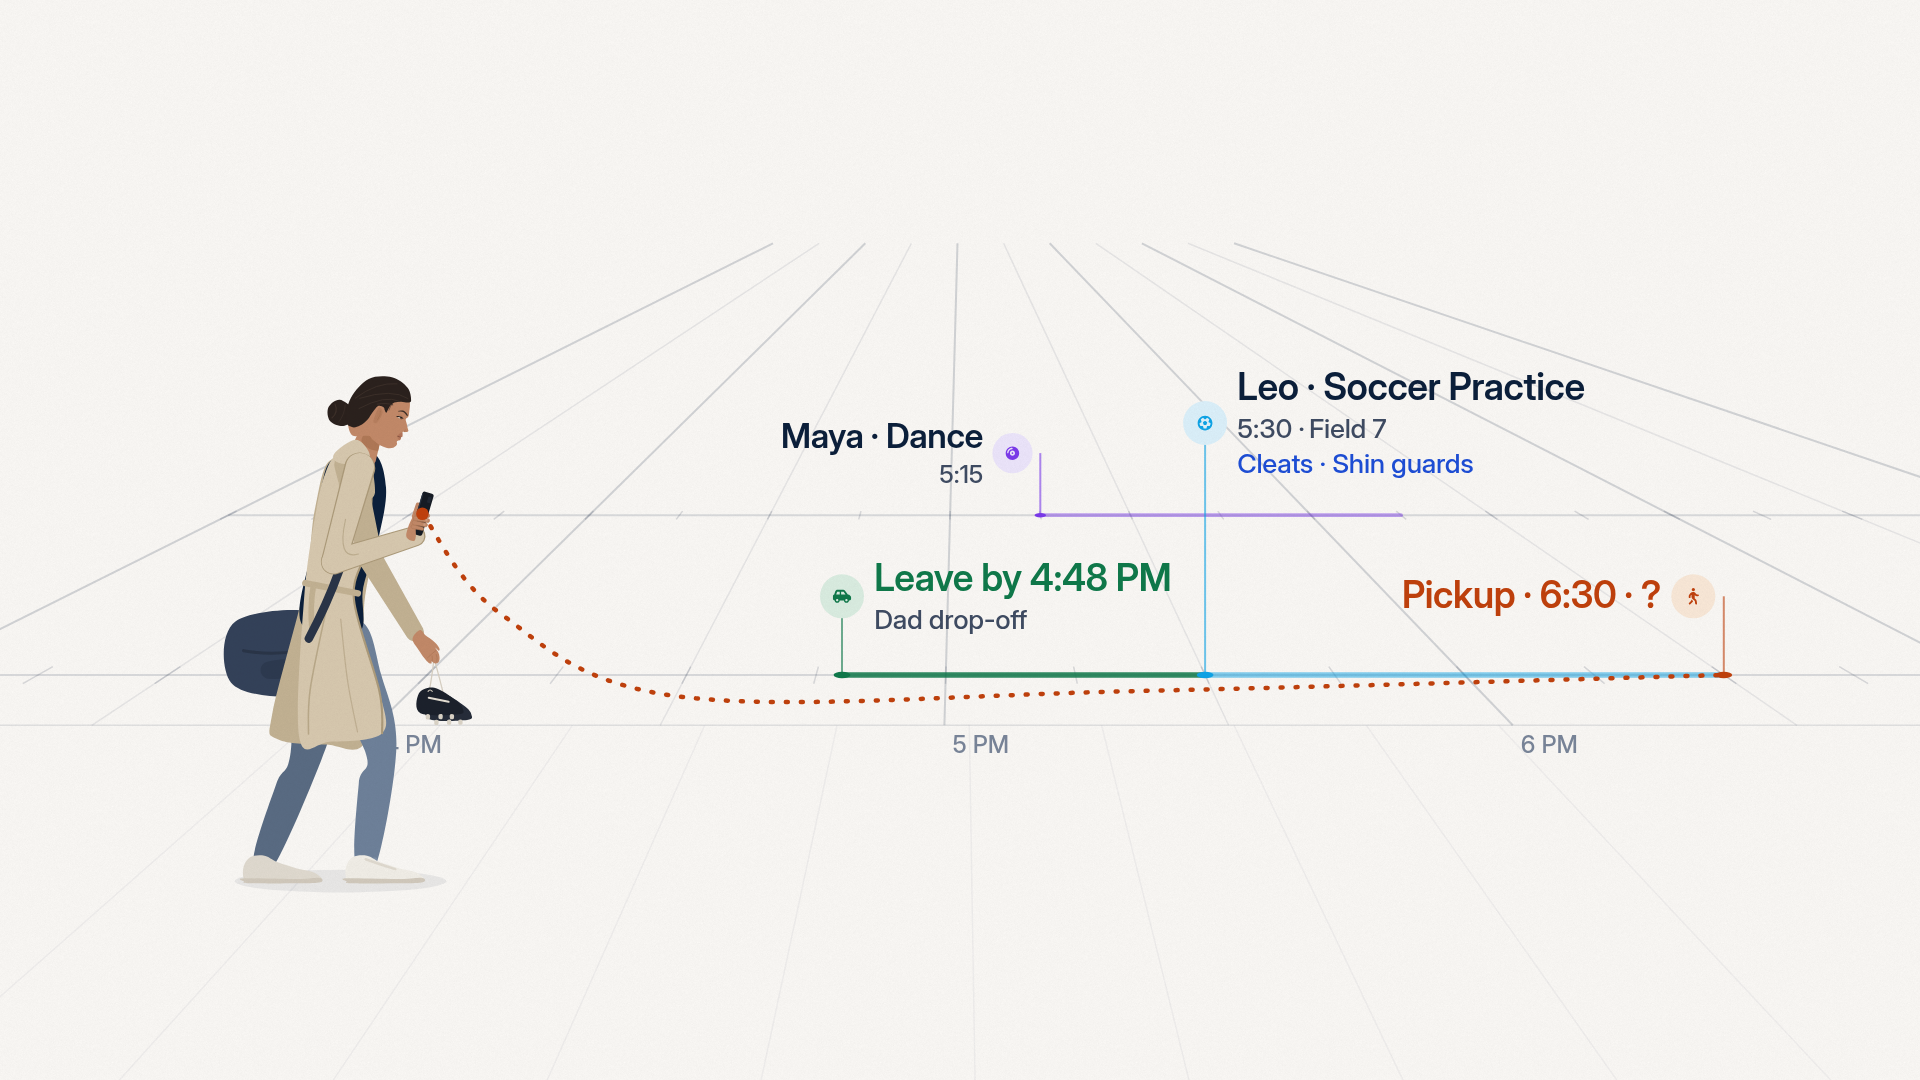 Leo · Soccer Practice
5:30 · Field 7
Cleats · Shin guards
Maya · Dance
5:15
Leave by 4:48 PM
Dad drop-off
Pickup · 6:30 · ?
PM
5 PM
6 PM